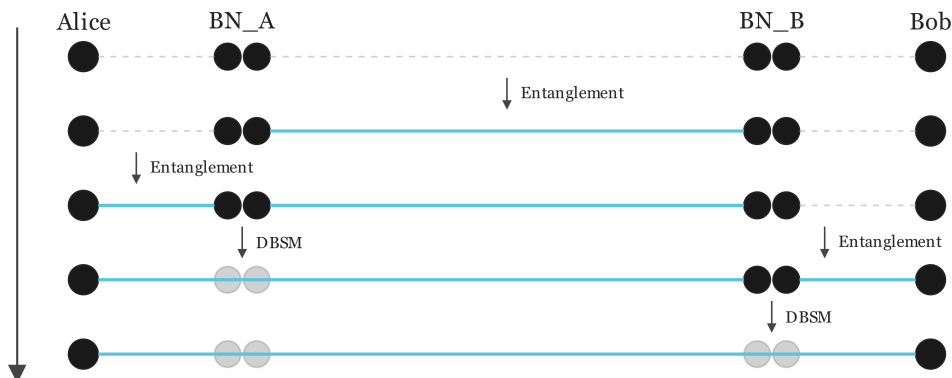 Alice BN_A BN_B Bob
Entanglement
Entanglement
DBSM Entanglement
DBSM